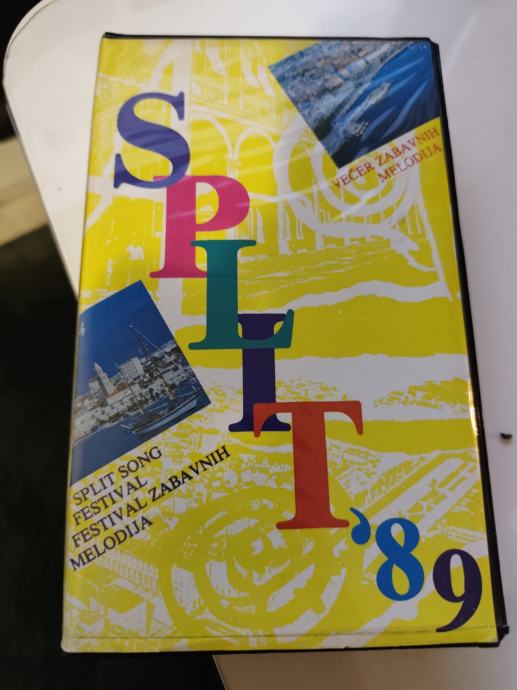 VEČER ZABAVNIH
MELODIJA
SPLIT
'89
SPLIT SONG
FESTIVAL
FESTIVAL ZABAVNIH
MELODIJA